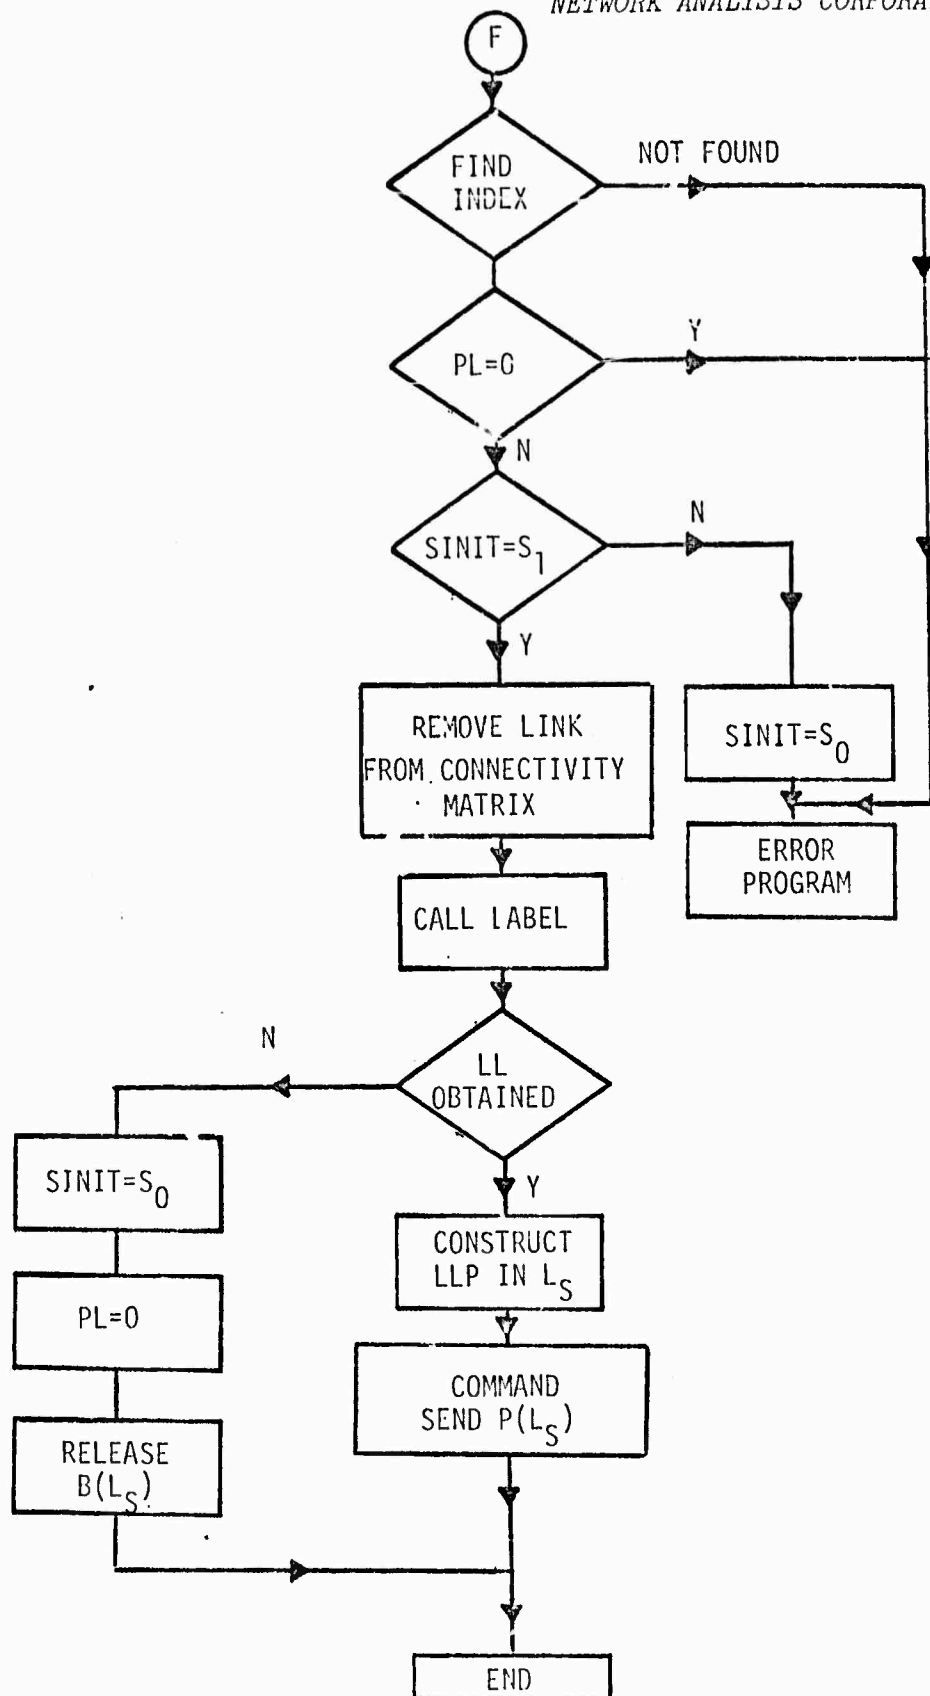 NETWORK ANALYSIS CORPORA
F
FIND
INDEX
NOT FOUND
PL=0
Y
N
SINIT=S1
N
Y
REMOVE LINK
FROM CONNECTIVITY
MATRIX
SINIT=S0
ERROR
PROGRAM
CALL LABEL
LL
OBTAINED
N
Y
SINIT=S0
CONSTRUCT
LLP IN LS
PL=0
COMMAND
SEND P(LS)
RELEASE
B(LS)
END